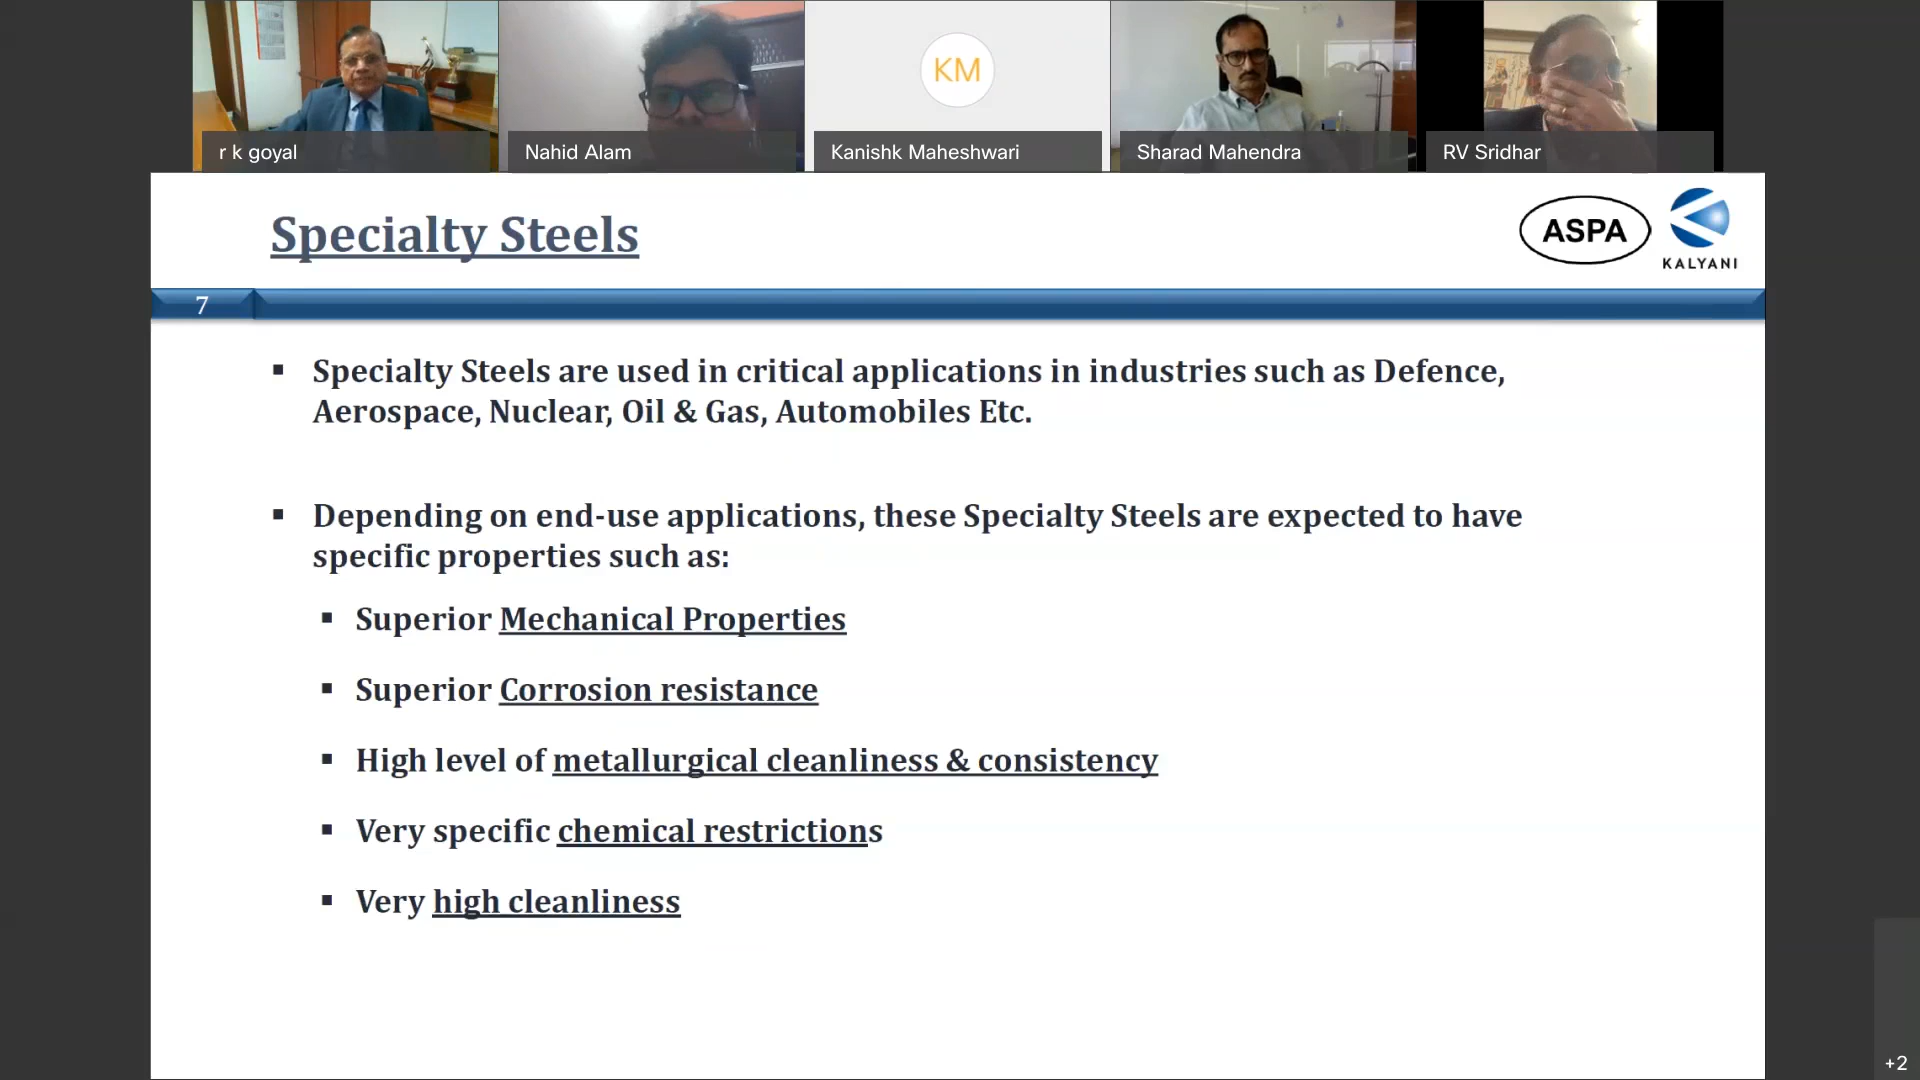 KM
r k goyal
Nahid Alam
Kanishk Maheshwari
Sharad Mahendra
RV Sridhar
Specialty Steels
ASPA
KALYANI
7
▪ Specialty Steels are used in critical applications in industries such as Defence,
Aerospace, Nuclear, Oil & Gas, Automobiles Etc.
▪ Depending on end-use applications, these Specialty Steels are expected to have
specific properties such as:
▪ Superior Mechanical Properties
▪ Superior Corrosion resistance
▪ High level of metallurgical cleanliness & consistency
▪ Very specific chemical restrictions
▪ Very high cleanliness
+2